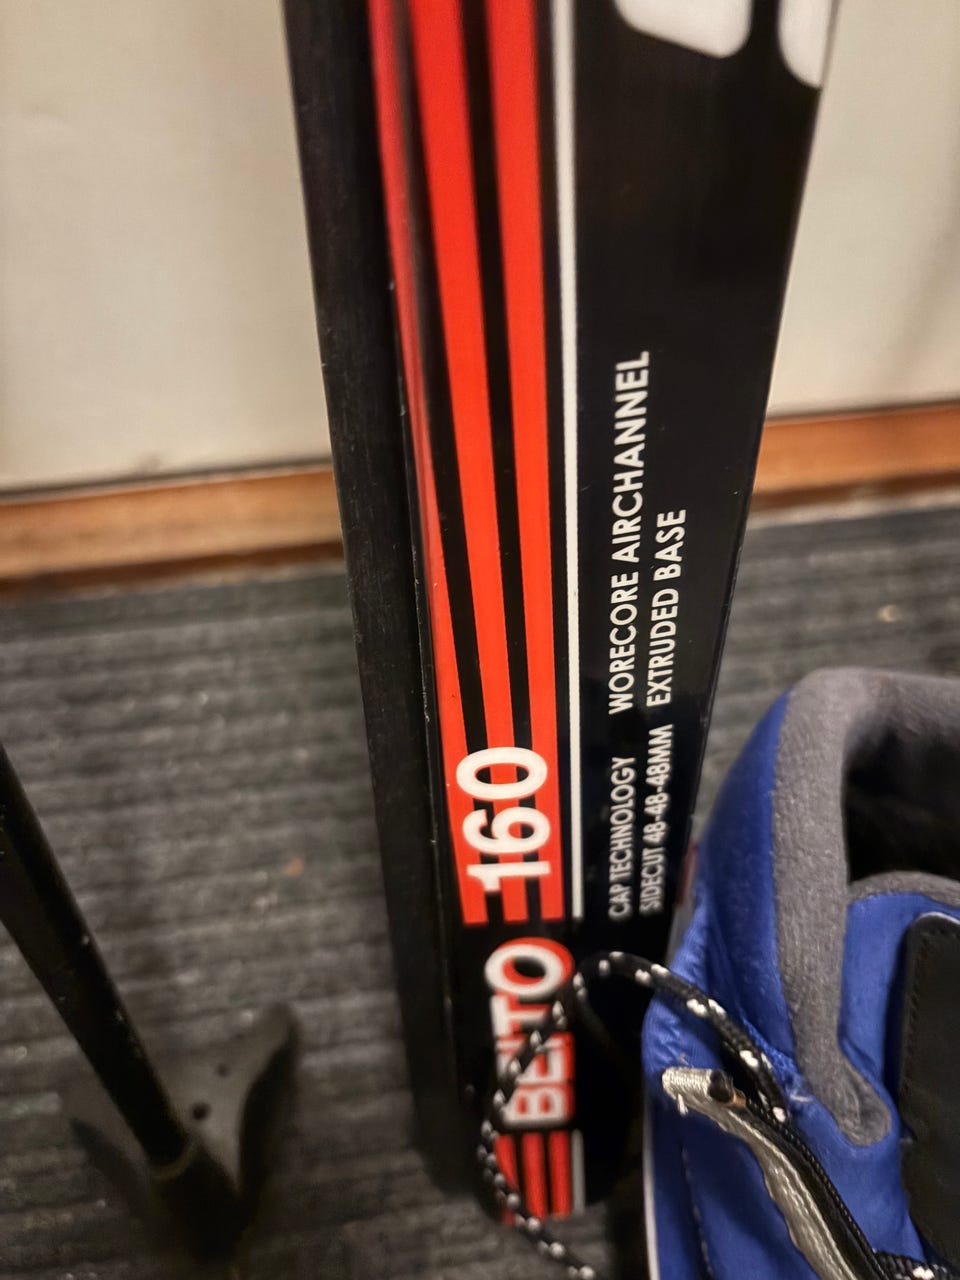 BEITO 160
CAP TECHNOLOGY WORECORE AIRCHANNEL
SIDECUT 48-48-48MM EXTRUDED BASE